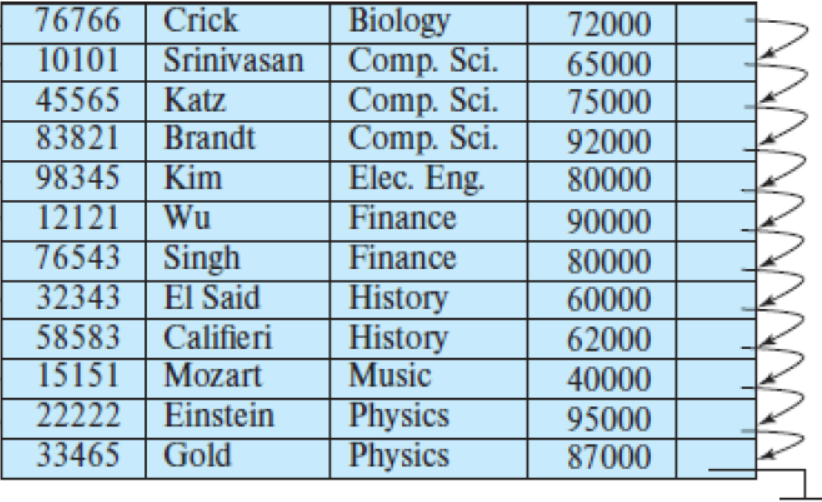 76766 Crick Biology 72000
10101 Srinivasan Comp. Sci. 65000
45565 Katz Comp. Sci. 75000
83821 Brandt Comp. Sci. 92000
98345 Kim Elec. Eng. 80000
12121 Wu Finance 90000
76543 Singh Finance 80000
32343 El Said History 60000
58583 Califieri History 62000
15151 Mozart Music 40000
22222 Einstein Physics 95000
33465 Gold Physics 87000